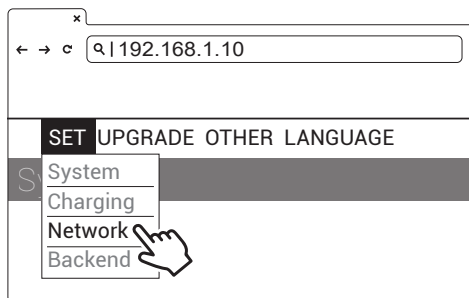 192.168.1.10
SET UPGRADE OTHER LANGUAGE
System
Charging
Network
Backend